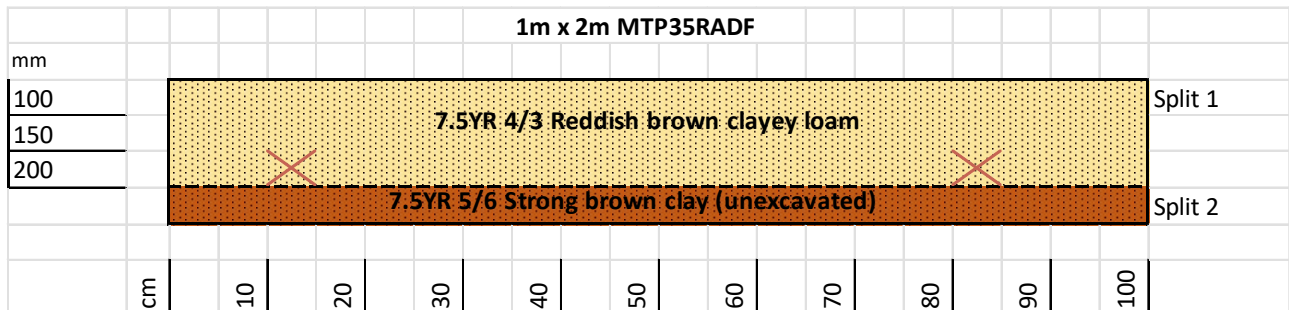 1m x 2m MTP35RADF
mm
100
Split 1
7.5YR 4/3 Reddish brown clayey loam
150
200
7.5YR 5/6 Strong brown clay (unexcavated)
Split 2
cm
10
20
30
40
50
60
70
80
90
100